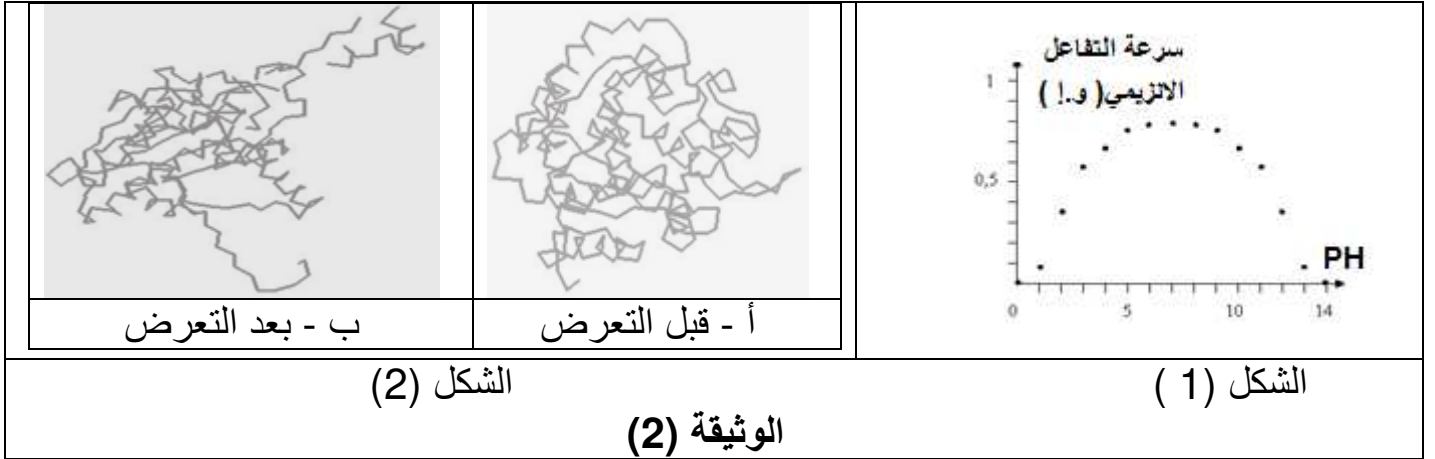 سرعة التفاعل
الانزيمي( و.إ )
1
0,5
PH
0 5 10 14
أ - قبل التعرض
ب - بعد التعرض
الشكل (1 )
الشكل (2)
الوثيقة (2)